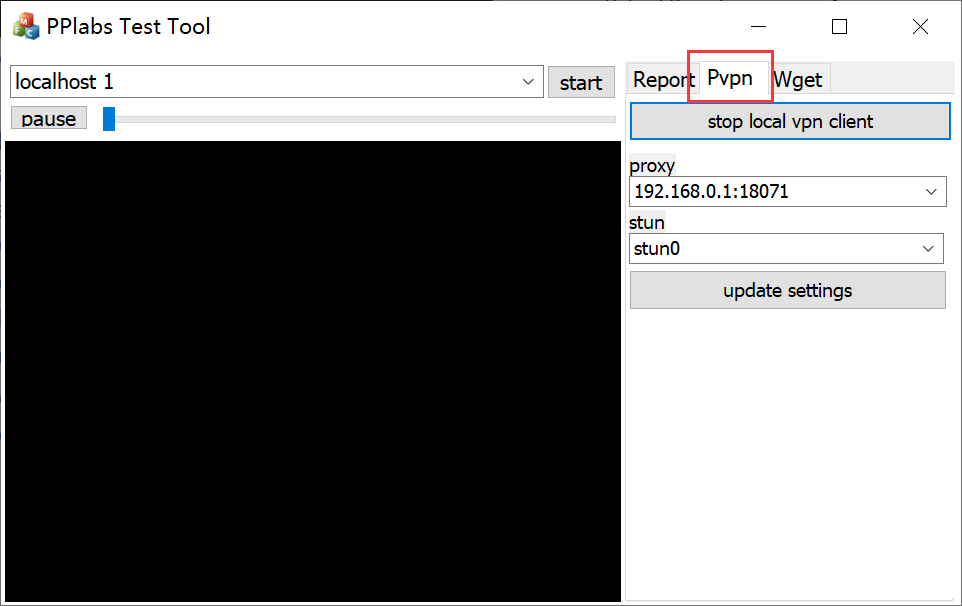 PPlabs Test Tool
localhost 1
start
pause
Report
Pvpn
Wget
stop local vpn client
proxy
192.168.0.1:18071
stun
stun0
update settings